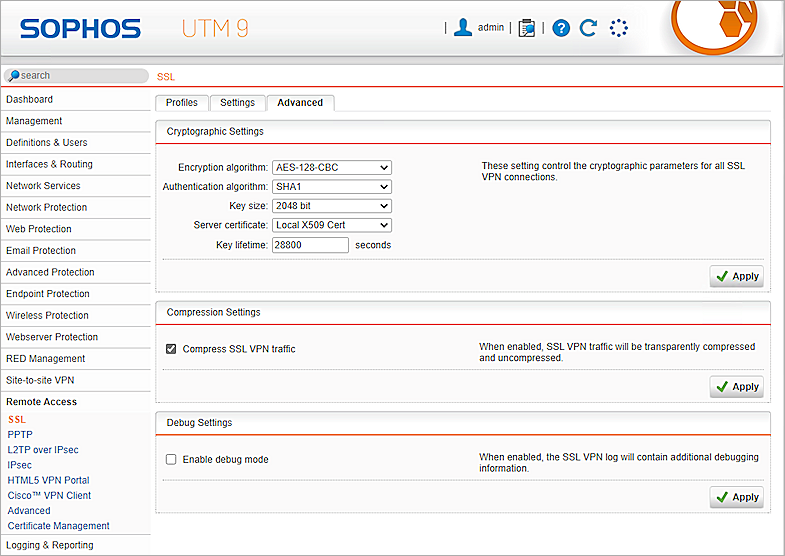 SOPHOS UTM 9
| admin | | ?
search
SSL
Dashboard
Management
Definitions & Users
Interfaces & Routing
Network Services
Network Protection
Web Protection
Email Protection
Advanced Protection
Endpoint Protection
Wireless Protection
Webserver Protection
RED Management
Site-to-site VPN
Remote Access
SSL
PPTP
L2TP over IPsec
IPsec
HTML5 VPN Portal
Cisco™ VPN Client
Advanced
Certificate Management
Logging & Reporting
Profiles Settings Advanced
Cryptographic Settings
Encryption algorithm: AES-128-CBC
Authentication algorithm: SHA1
Key size: 2048 bit
Server certificate: Local X509 Cert
Key lifetime: 28800 seconds
These setting control the cryptographic parameters for all SSL
VPN connections.
Apply
Compression Settings
Compress SSL VPN traffic
When enabled, SSL VPN traffic will be transparently compressed
and uncompressed.
Apply
Debug Settings
Enable debug mode
When enabled, the SSL VPN log will contain additional debugging
information.
Apply